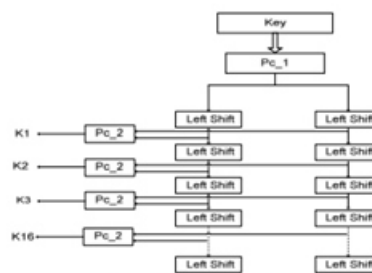 Key
Pc_1
Left Shift Left Shift
K1 Pc_2
Left Shift Left Shift
K2 Pc_2
Left Shift Left Shift
K3 Pc_2
Left Shift Left Shift
K16 Pc_2
Left Shift Left Shift